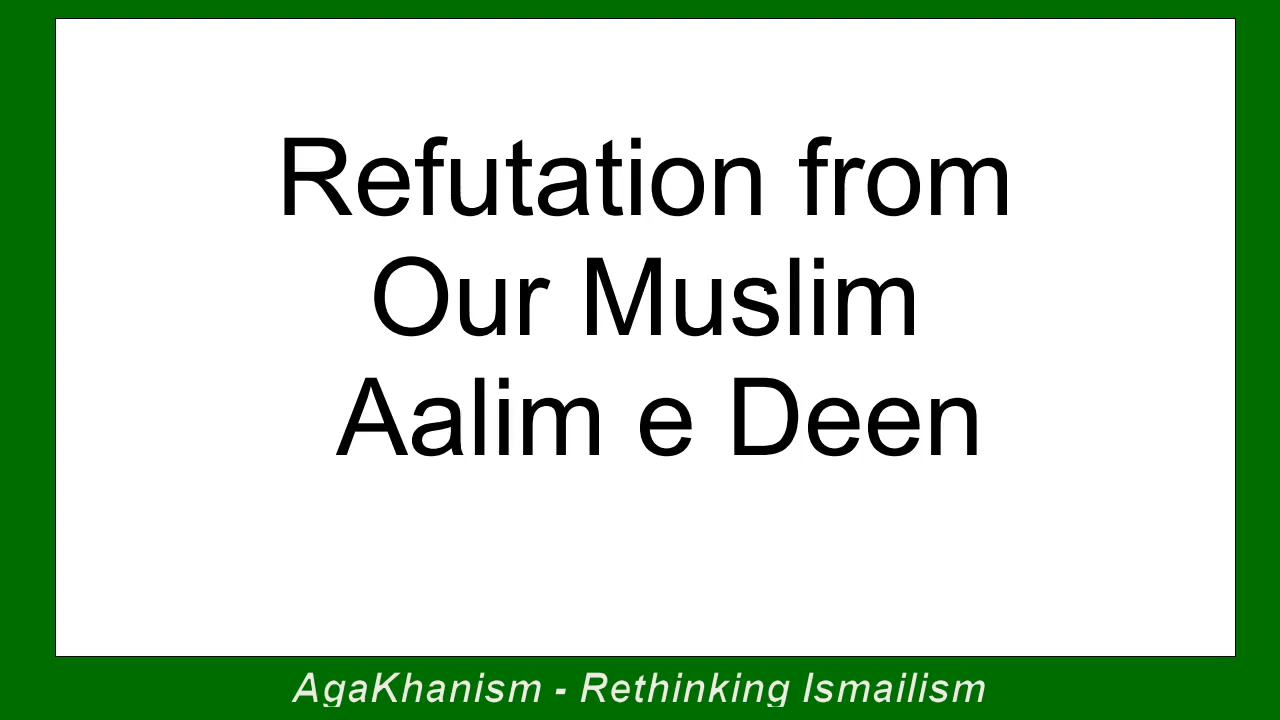 Refutation from
Our Muslim
Aalim e Deen
AgaKhanism - Rethinking Ismailism